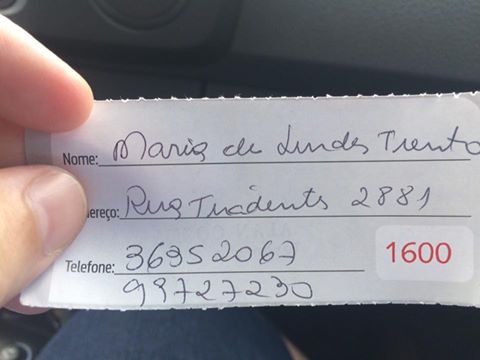 Nome: Maria de Lurdes Trento
ereço: Rua Tiradents 2881
Telefone: 36952067
1600
99727230